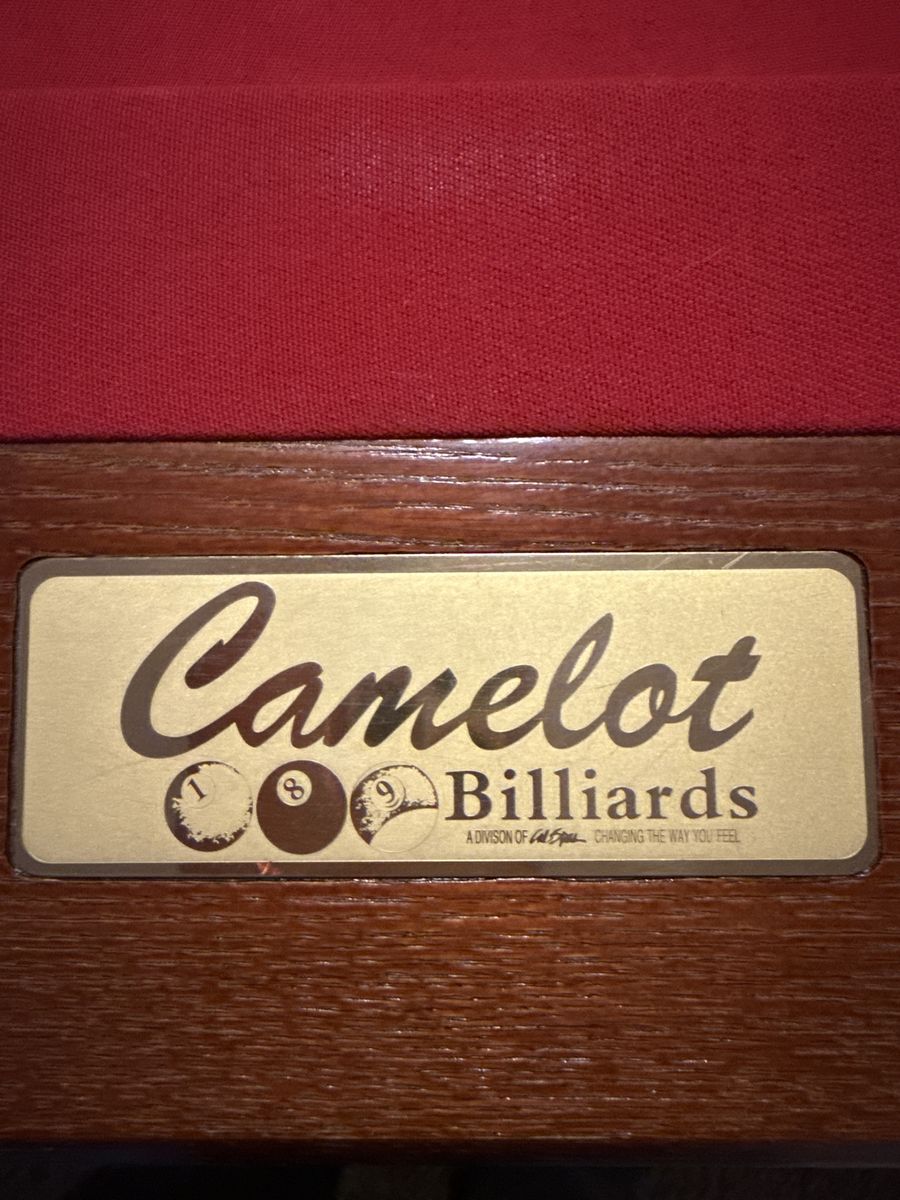 Camelot
1 8 9 Billiards
A DIVISON OF Cal Spas CHANGING THE WAY YOU FEEL